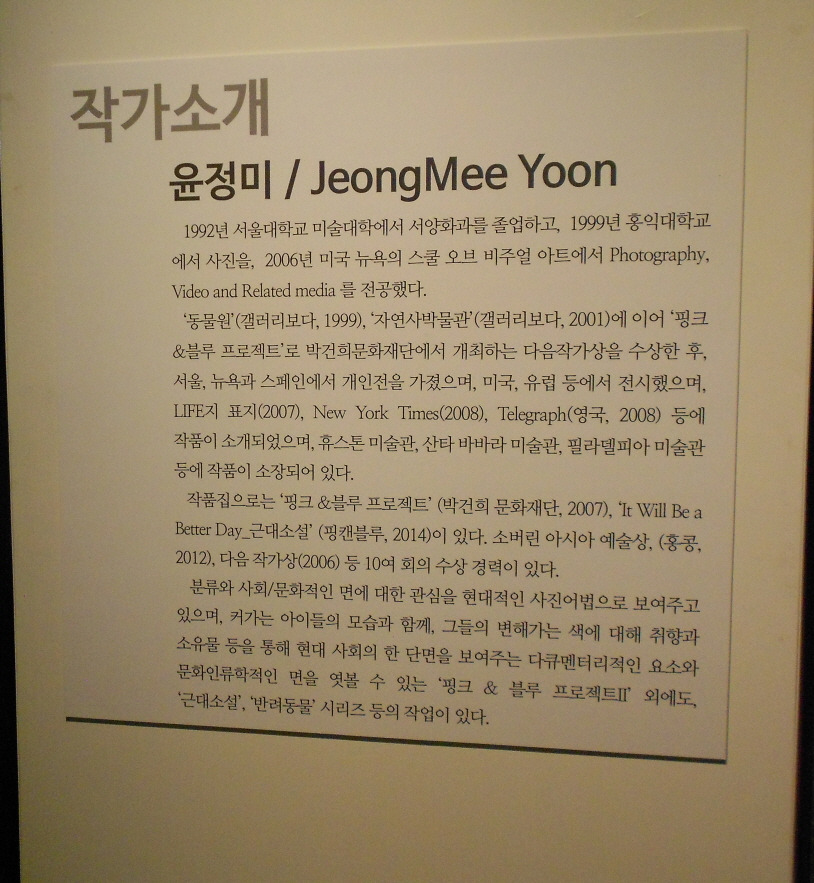 작가소개
윤정미 / JeongMee Yoon
1992년 서울대학교 미술대학에서 서양화과를 졸업하고, 1999년 홍익대학교
에서 사진을, 2006년 미국 뉴욕의 스쿨 오브 비주얼 아트에서 Photography,
Video and Related media 를 전공했다.
‘동물원’(갤러리보다, 1999), ‘자연사박물관’(갤러리보다, 2001)에 이어 ‘핑크
&블루 프로젝트’로 박건희문화재단에서 개최하는 다음작가상을 수상한 후,
서울, 뉴욕과 스페인에서 개인전을 가졌으며, 미국, 유럽 등에서 전시했으며,
LIFE지 표지(2007), New York Times(2008), Telegraph(영국, 2008) 등에
작품이 소개되었으며, 휴스톤 미술관, 산타 바바라 미술관, 필라델피아 미술관
등에 작품이 소장되어 있다.
작품집으로는 ‘핑크 &블루 프로젝트’ (박건희 문화재단, 2007), ‘It Will Be a
Better Day_근대소설’ (핑캔블루, 2014)이 있다. 소버린 아시아 예술상, (홍콩,
2012), 다음 작가상(2006) 등 10여 회의 수상 경력이 있다.
분류와 사회/문화적인 면에 대한 관심을 현대적인 사진어법으로 보여주고
있으며, 커가는 아이들의 모습과 함께, 그들의 변해가는 색에 대해 취향과
소유물 등을 통해 현대 사회의 한 단면을 보여주는 다큐멘터리적인 요소와
문화인류학적인 면을 엿볼 수 있는 ‘핑크 & 블루 프로젝트II’ 외에도,
‘근대소설’, ‘반려동물’ 시리즈 등의 작업이 있다.